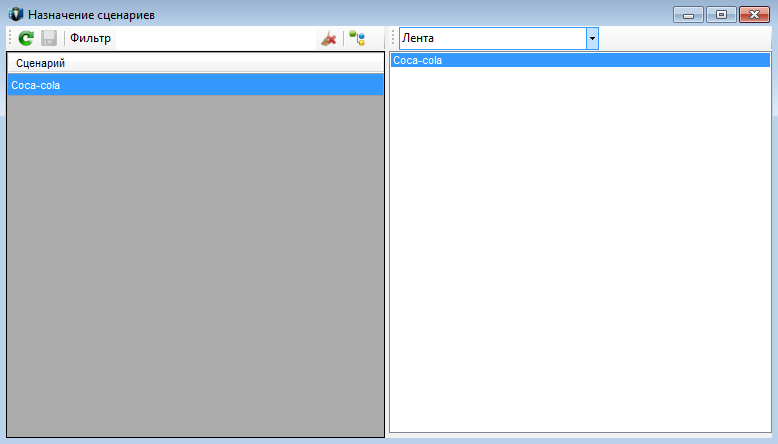 Назначение сценариев
Фильтр
Лента
Сценарий
Coca-cola
Coca-cola